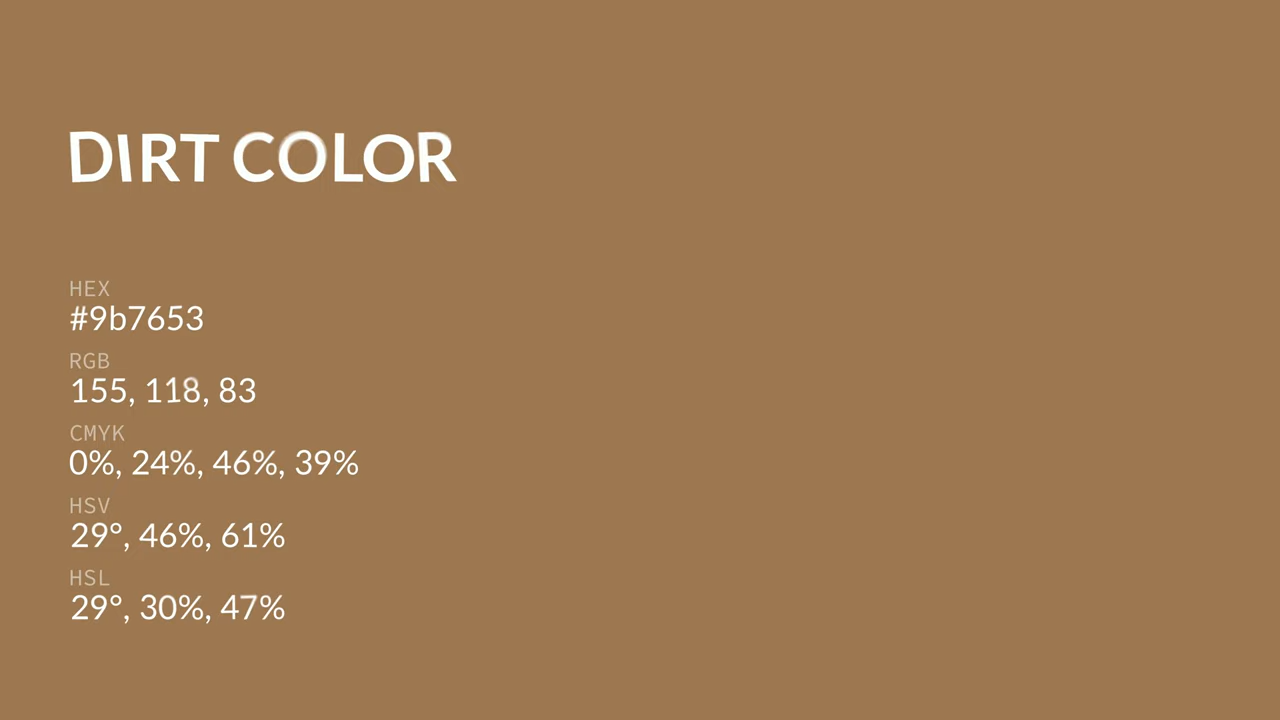 DIRT COLOR
HEX
#9b7653
RGB
155, 118, 83
CMYK
0%, 24%, 46%, 39%
HSV
29°, 46%, 61%
HSL
29°, 30%, 47%